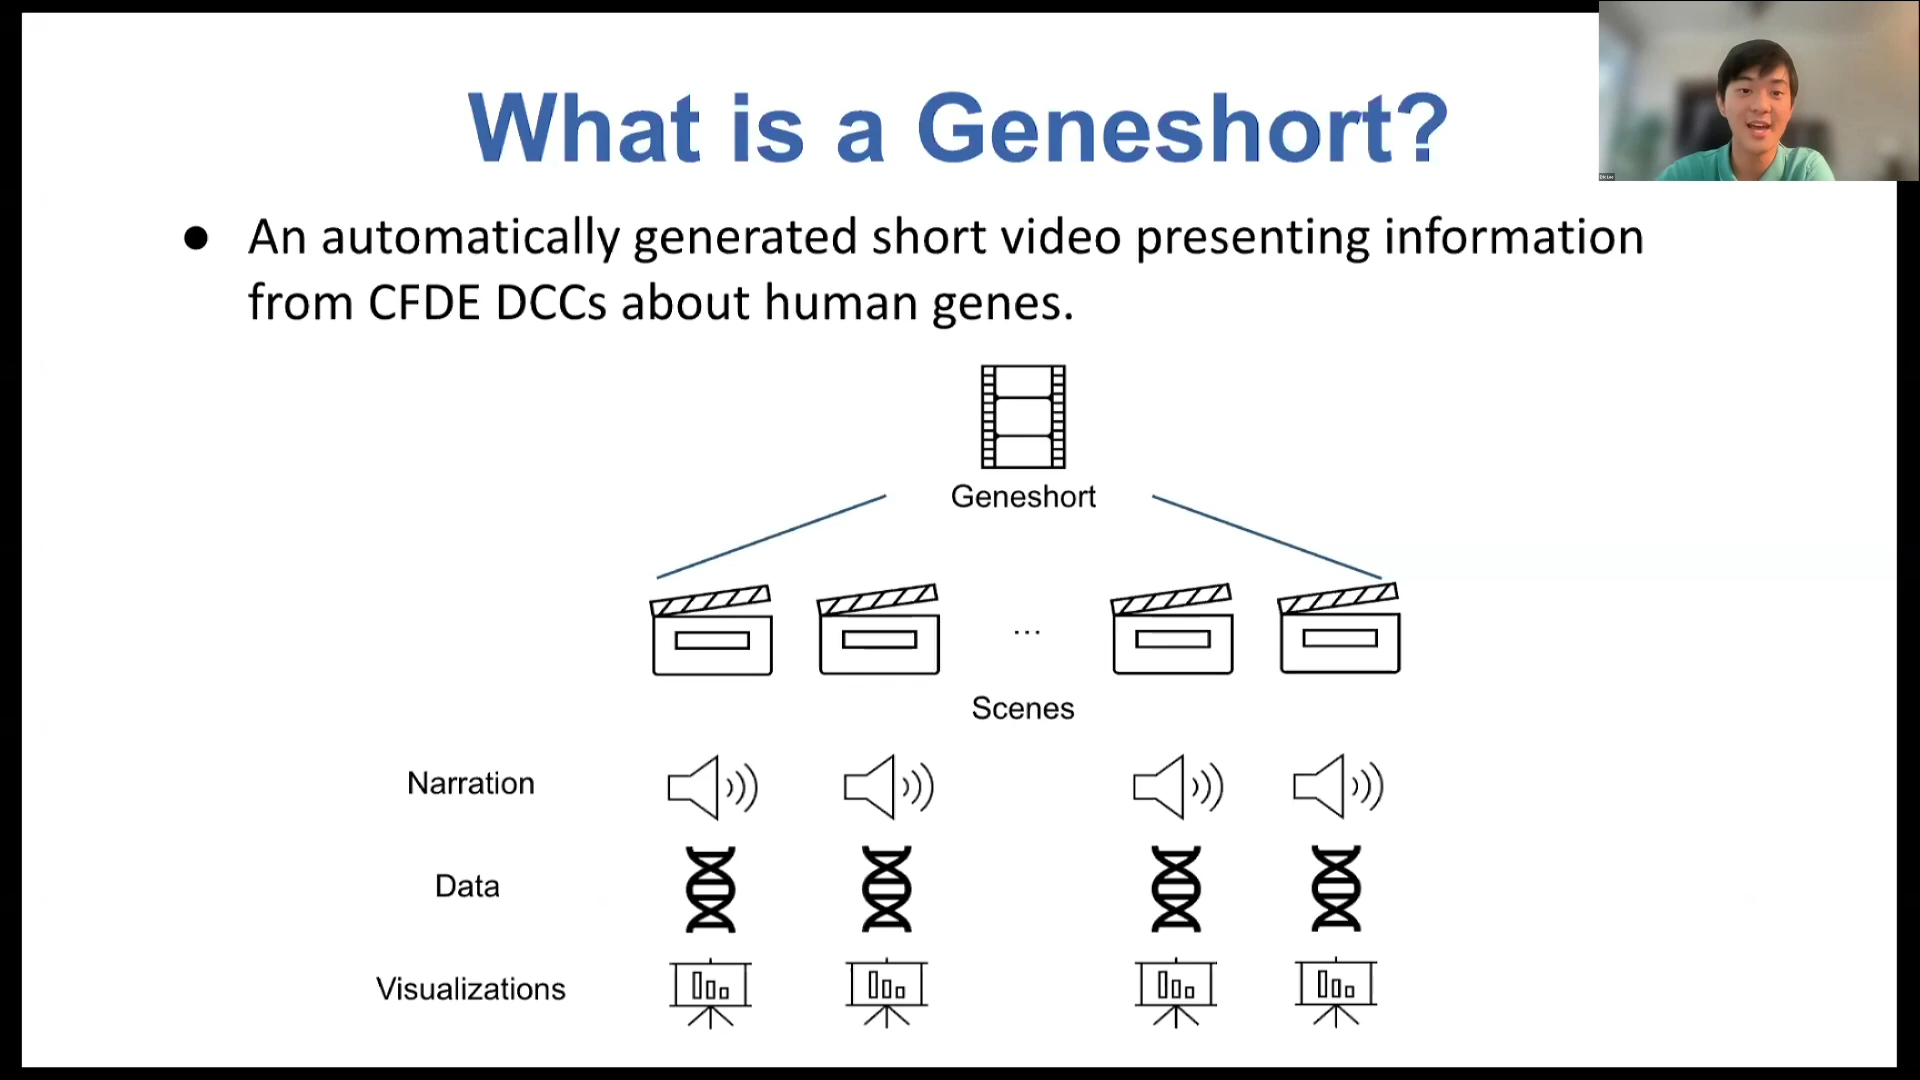 What is a Geneshort?
● An automatically generated short video presenting information
from CFDE DCCs about human genes.
Geneshort
...
Scenes
Narration
Data
Visualizations